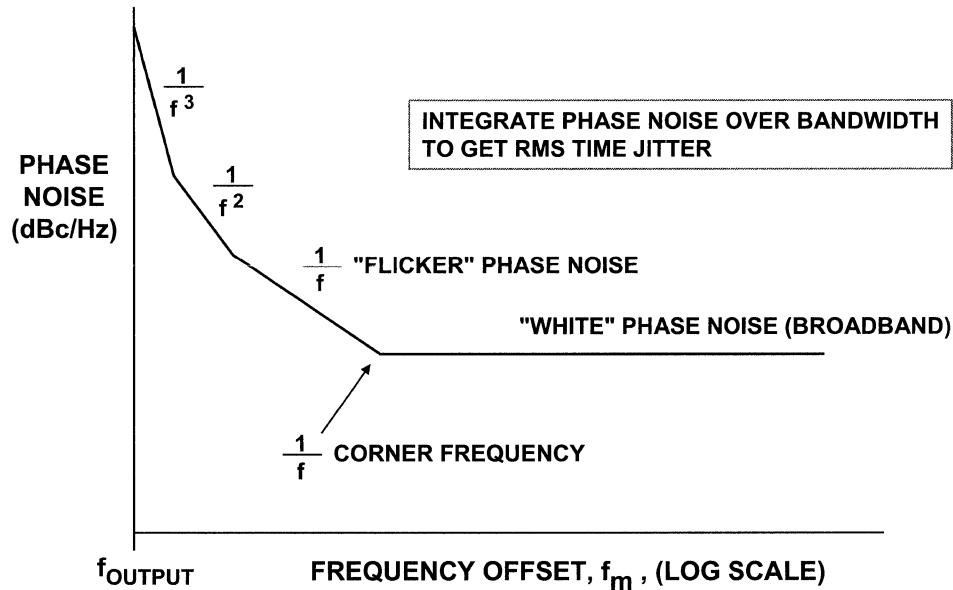 1
f 3
INTEGRATE PHASE NOISE OVER BANDWIDTH
TO GET RMS TIME JITTER
PHASE
NOISE
(dBc/Hz)
1
f 2
1
f
"FLICKER" PHASE NOISE
"WHITE" PHASE NOISE (BROADBAND)
1
f
CORNER FREQUENCY
fOUTPUT
FREQUENCY OFFSET, fm , (LOG SCALE)